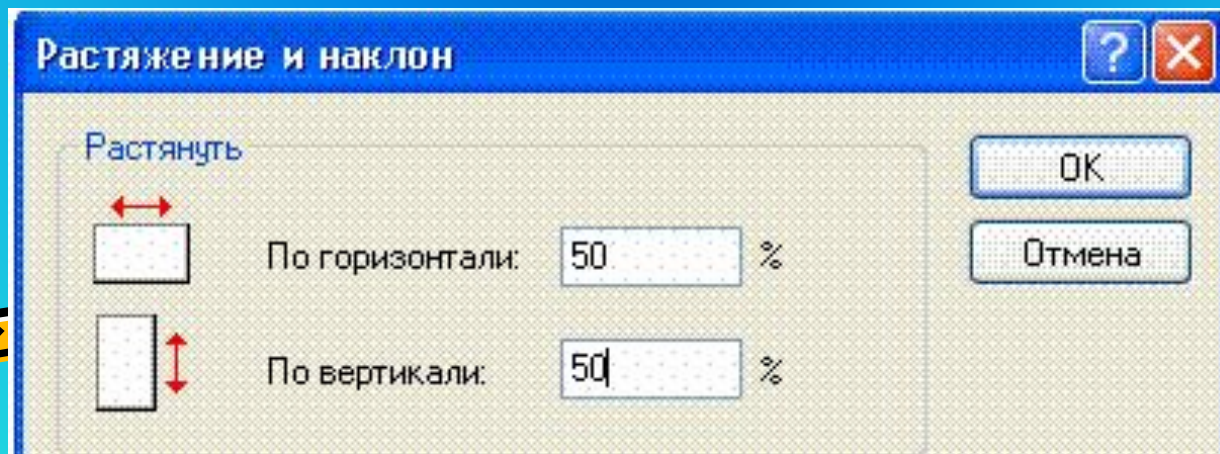 Растяжение и наклон
Растянуть
По горизонтали: 50 %
По вертикали: 50 %
OK
Отмена